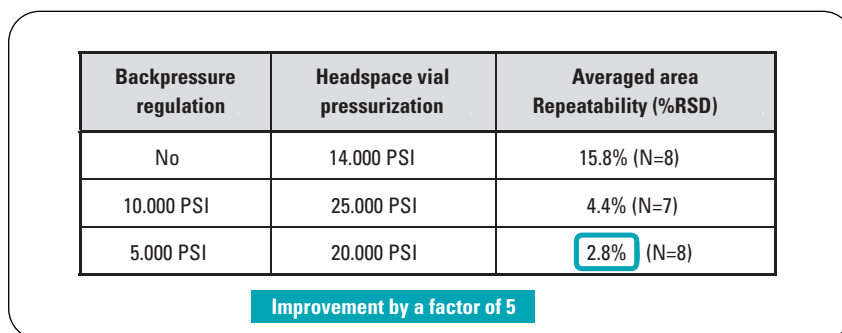 Backpressure regulation Headspace vial pressurization Averaged area Repeatability (%RSD)
No 14.000 PSI 15.8% (N=8)
10.000 PSI 25.000 PSI 4.4% (N=7)
5.000 PSI 20.000 PSI 2.8% (N=8)
Improvement by a factor of 5